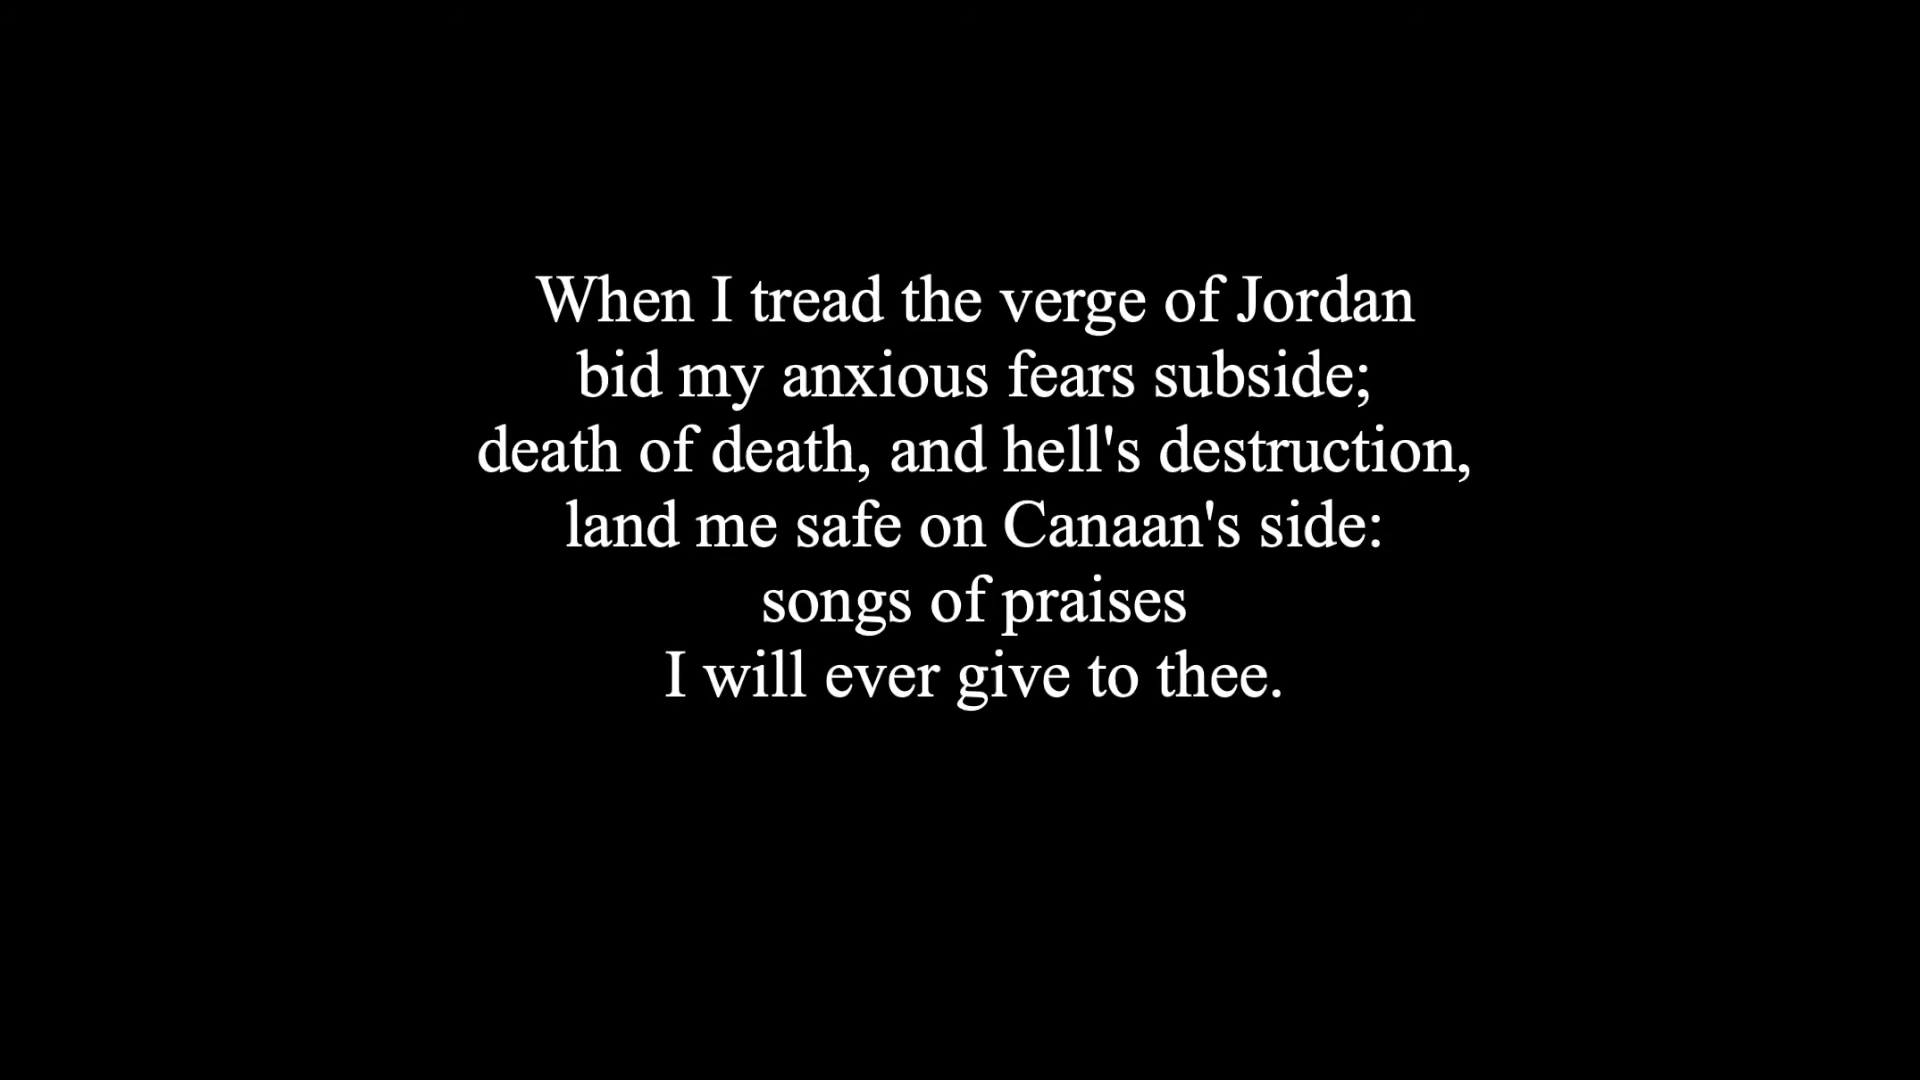 When I tread the verge of Jordan
bid my anxious fears subside;
death of death, and hell's destruction,
land me safe on Canaan's side:
songs of praises
I will ever give to thee.